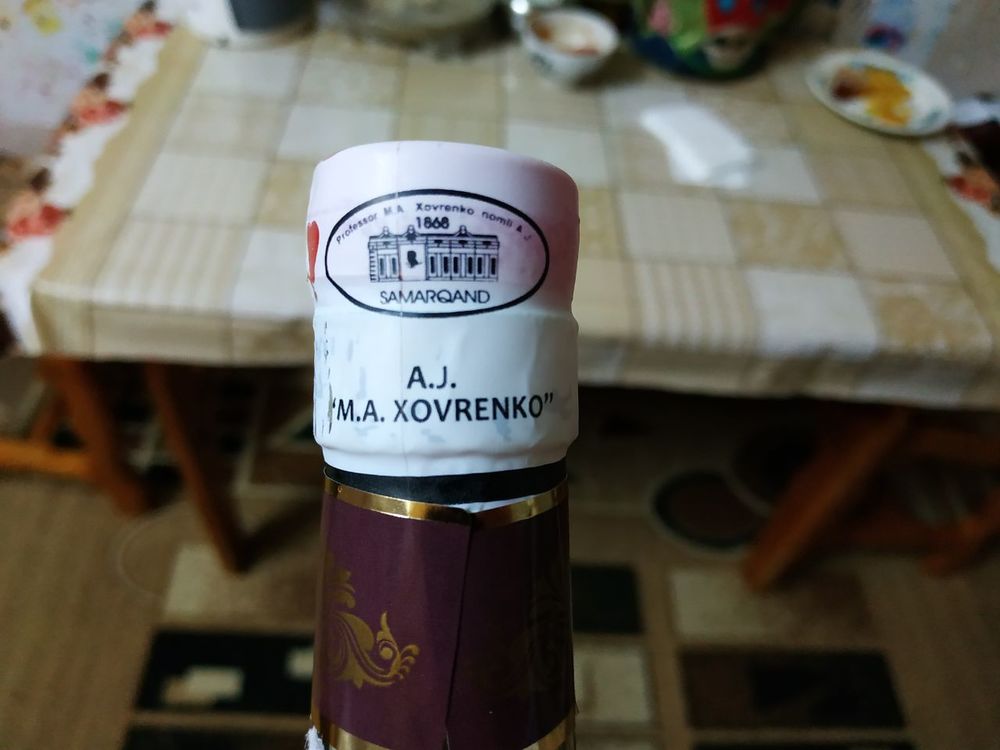 Professor M.A. Xovrenko nomli A.J.
1868
SAMARQAND
A.J.
"M.A. XOVRENKO"